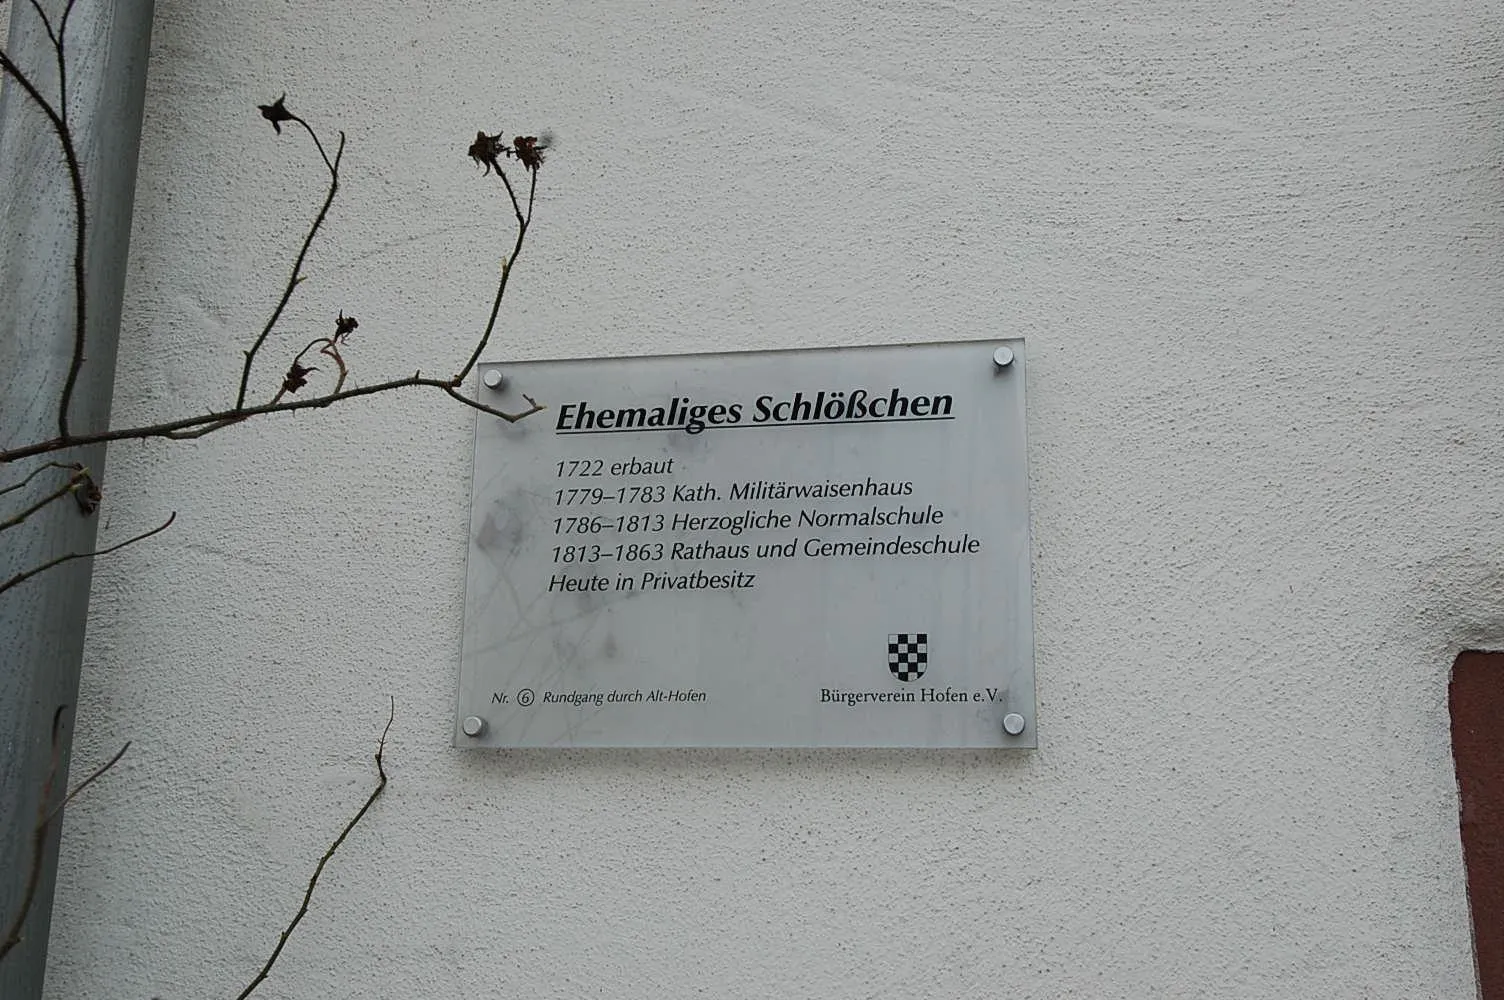 Ehemaliges Schlößchen
1722 erbaut
1779–1783 Kath. Militärwaisenhaus
1786–1813 Herzogliche Normalschule
1813–1863 Rathaus und Gemeindeschule
Heute in Privatbesitz
Nr. 6 Rundgang durch Alt-Hofen
Bürgerverein Hofen e.V.